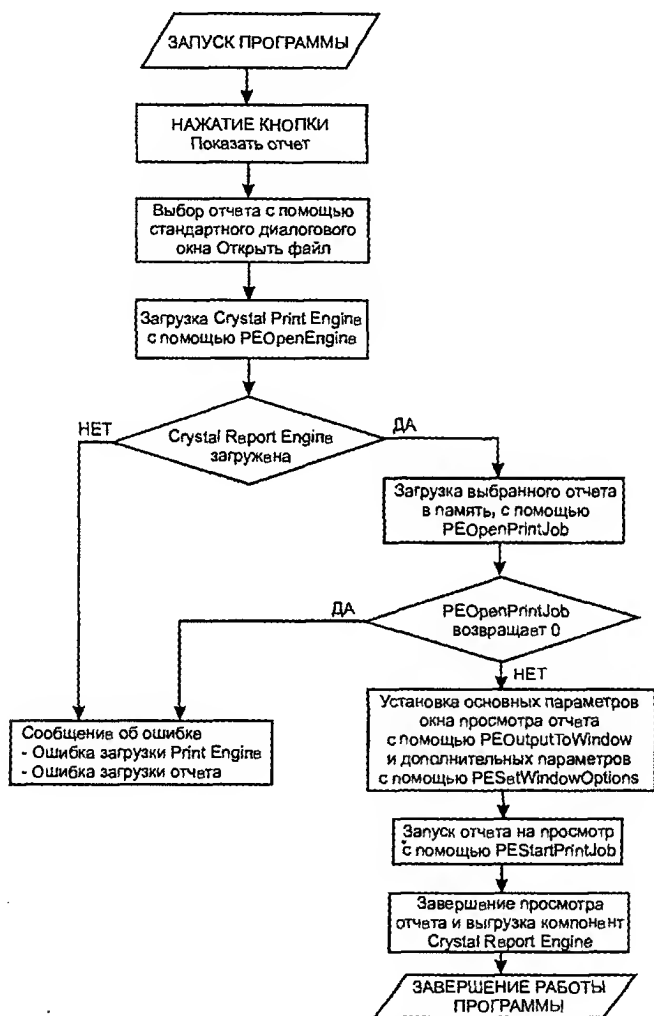 ЗАПУСК ПРОГРАММЫ
НАЖАТИЕ КНОПКИ
Показать отчет
Выбор отчета с помощью
стандартного диалогового
окна Открыть файл
Загрузка Crystal Print Engine
с помощью PEOpenEngine
НЕТ
ДА
Crystal Report Engine
загружена
Загрузка выбранного отчета
в память, с помощью
PEOpenPrintJob
ДА
PEOpenPrintJob
возвращает 0
НЕТ
Сообщение об ошибке
- Ошибка загрузки Print Engine
- Ошибка загрузки отчета
Установка основных параметров
окна просмотра отчета
с помощью PEOutputToWindow
и дополнительных параметров
с помощью PESetWindowOptions
Запуск отчета на просмотр
с помощью PEStartPrintJob
Завершение просмотра
отчета и выгрузка компонент
Crystal Report Engine
ЗАВЕРШЕНИЕ РАБОТЫ
ПРОГРАММЫ